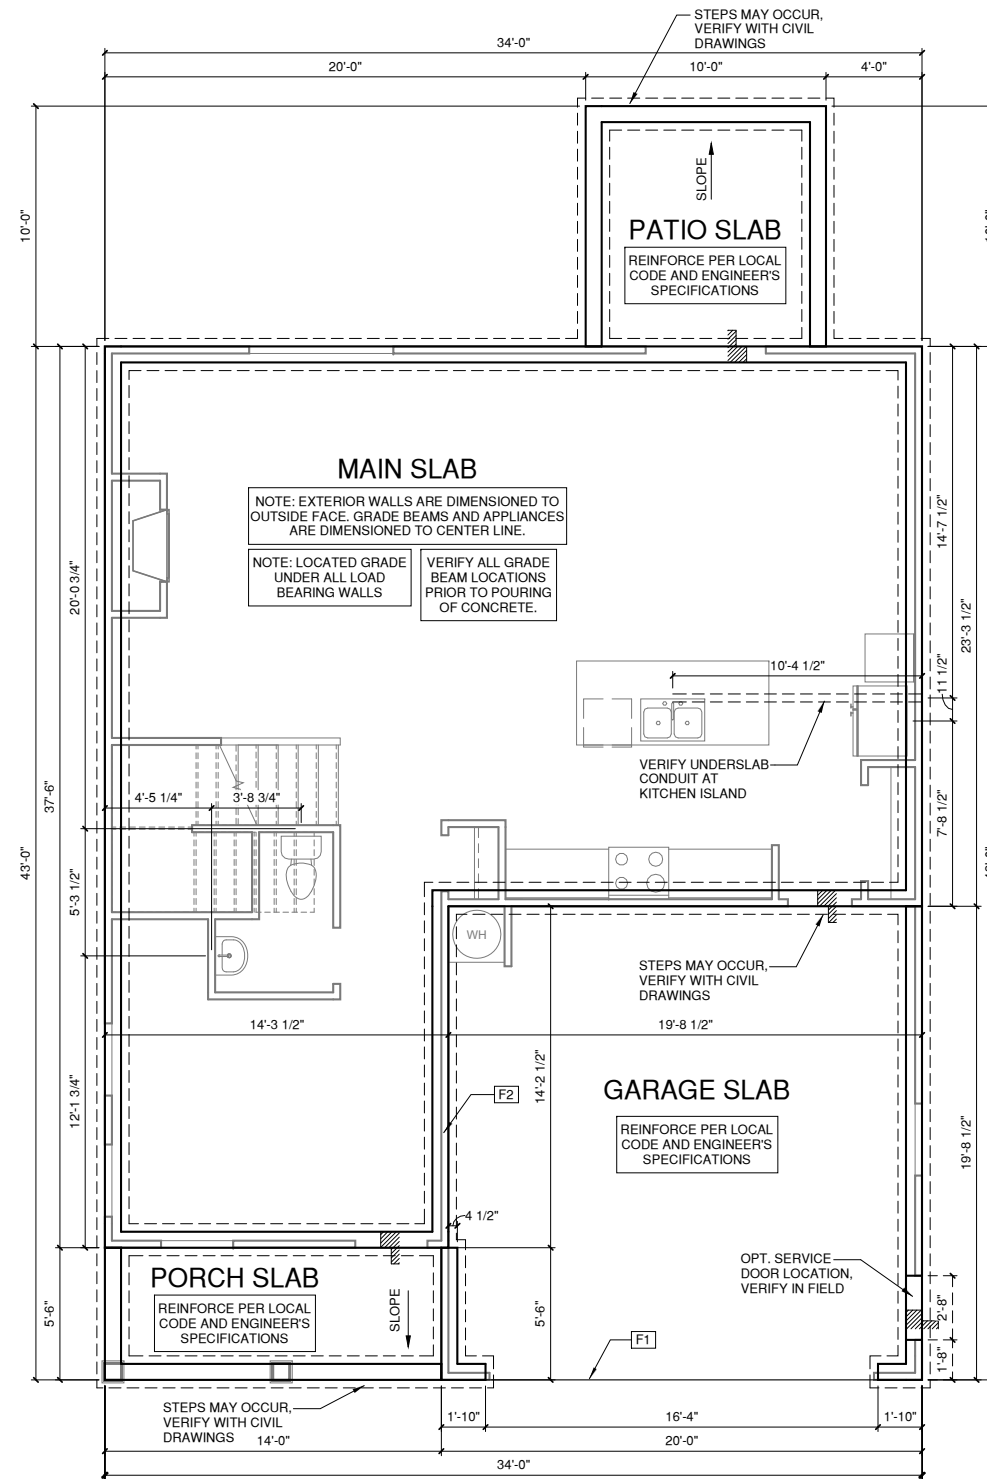 STEPS MAY OCCUR,
VERIFY WITH CIVIL
DRAWINGS
34'-0"
20'-0"
10'-0"
4'-0"
10'-0"
SLOPE
PATIO SLAB
REINFORCE PER LOCAL
CODE AND ENGINEER'S
SPECIFICATIONS
MAIN SLAB
NOTE: EXTERIOR WALLS ARE DIMENSIONED TO
OUTSIDE FACE. GRADE BEAMS AND APPLIANCES
ARE DIMENSIONED TO CENTER LINE.
NOTE: LOCATED GRADE
UNDER ALL LOAD
BEARING WALLS
VERIFY ALL GRADE
BEAM LOCATIONS
PRIOR TO POURING
OF CONCRETE.
14'-7 1/2"
20'-0 3/4"
23'-3 1/2"
10'-4 1/2"
11 1/2"
VERIFY UNDERSLAB
CONDUIT AT
KITCHEN ISLAND
37'-6"
4'-5 1/4"
3'-8 3/4"
7'-8 1/2"
43'-0"
5'-3 1/2"
WH
STEPS MAY OCCUR,
VERIFY WITH CIVIL
DRAWINGS
14'-3 1/2"
19'-8 1/2"
14'-2 1/2"
F2
GARAGE SLAB
REINFORCE PER LOCAL
CODE AND ENGINEER'S
SPECIFICATIONS
12'-1 3/4"
19'-8 1/2"
4 1/2"
OPT. SERVICE
DOOR LOCATION,
VERIFY IN FIELD
PORCH SLAB
REINFORCE PER LOCAL
CODE AND ENGINEER'S
SPECIFICATIONS
SLOPE
5'-6"
5'-6"
2'-8"
1'-8"
F1
STEPS MAY OCCUR,
VERIFY WITH CIVIL
DRAWINGS
1'-10"
16'-4"
1'-10"
14'-0"
20'-0"
34'-0"